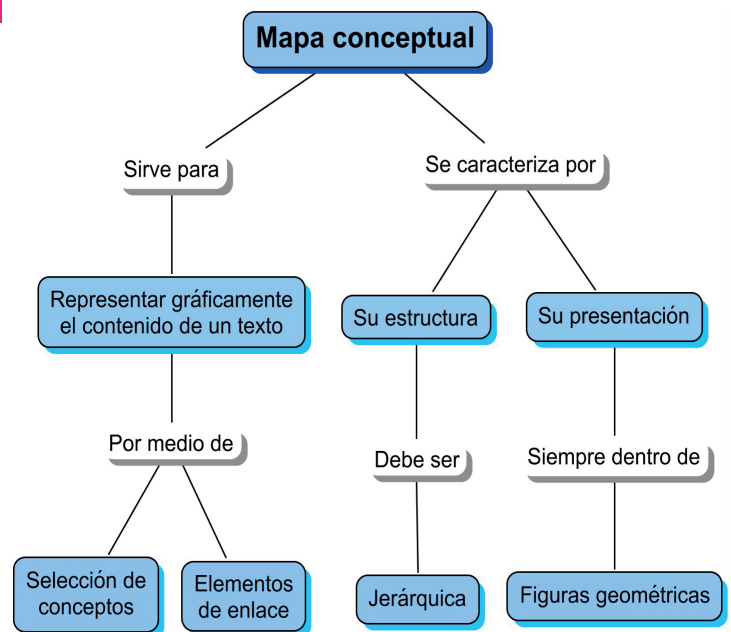 Mapa conceptual
Sirve para
Se caracteriza por
Representar gráficamente
el contenido de un texto
Su estructura
Su presentación
Por medio de
Debe ser
Siempre dentro de
Selección de
conceptos
Elementos
de enlace
Jerárquica
Figuras geométricas